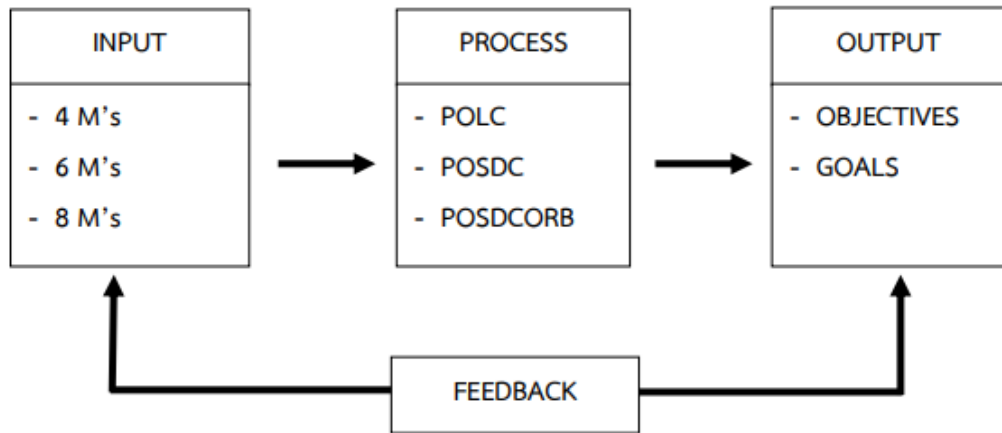 INPUT
- 4 M’s
- 6 M’s
- 8 M’s
PROCESS
- POLC
- POSDC
- POSDCORB
OUTPUT
- OBJECTIVES
- GOALS
FEEDBACK